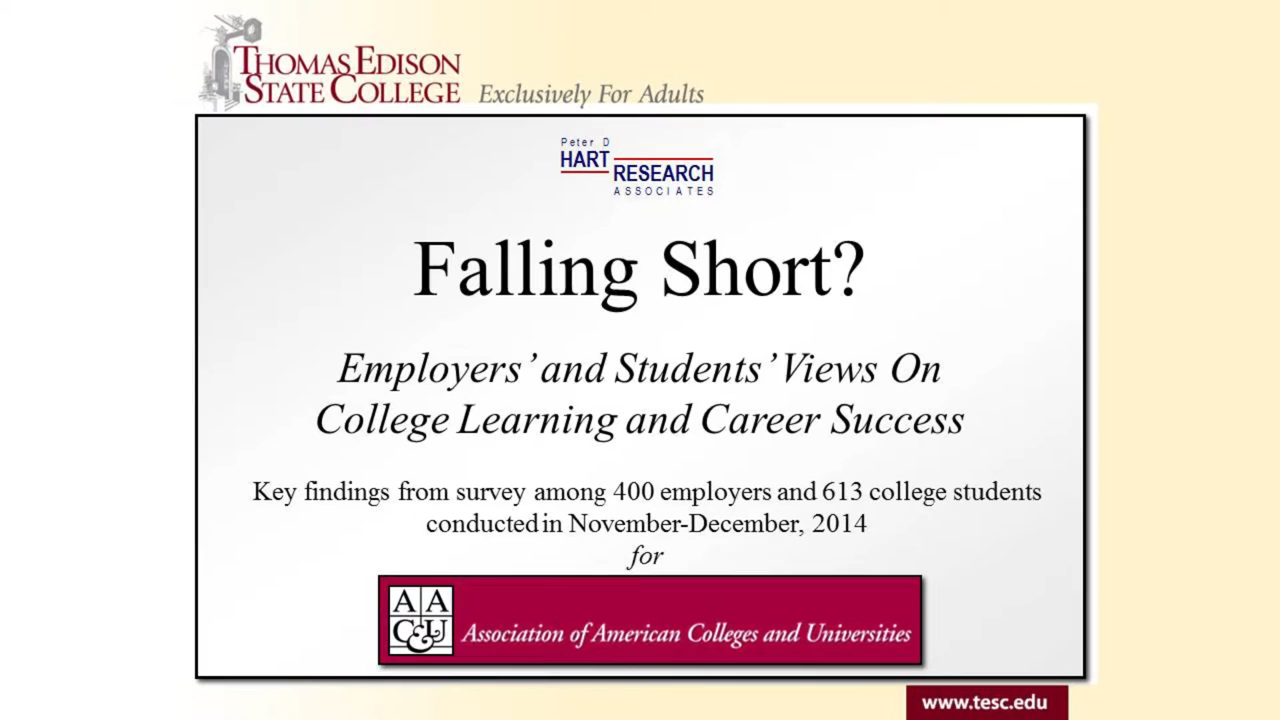 THOMAS EDISON
STATE COLLEGE Exclusively For Adults
Peter D
HART
RESEARCH
ASSOCIATES
Falling Short?
Employers' and Students' Views On
College Learning and Career Success
Key findings from survey among 400 employers and 613 college students
conducted in November-December, 2014
for
AA
C&U
Association of American Colleges and Universities
www.tesc.edu